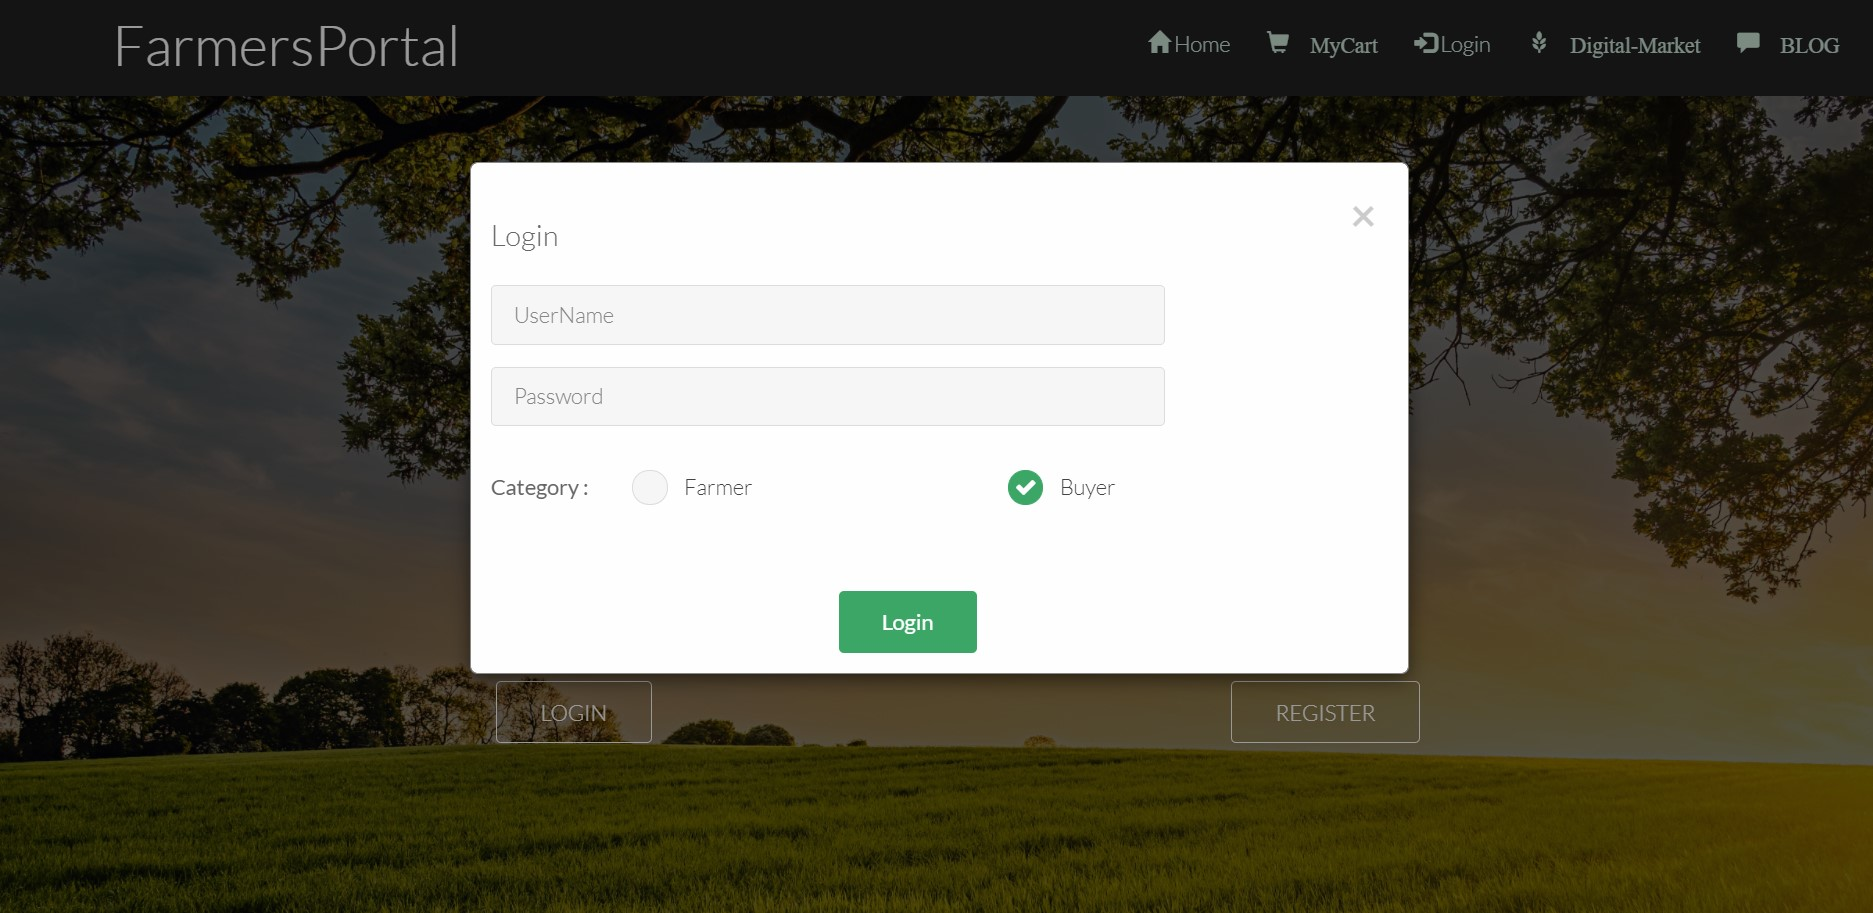 FarmersPortal
Home MyCart Login Digital-Market BLOG
×
Login
UserName
Password
Category : Farmer Buyer
Login
LOGIN REGISTER